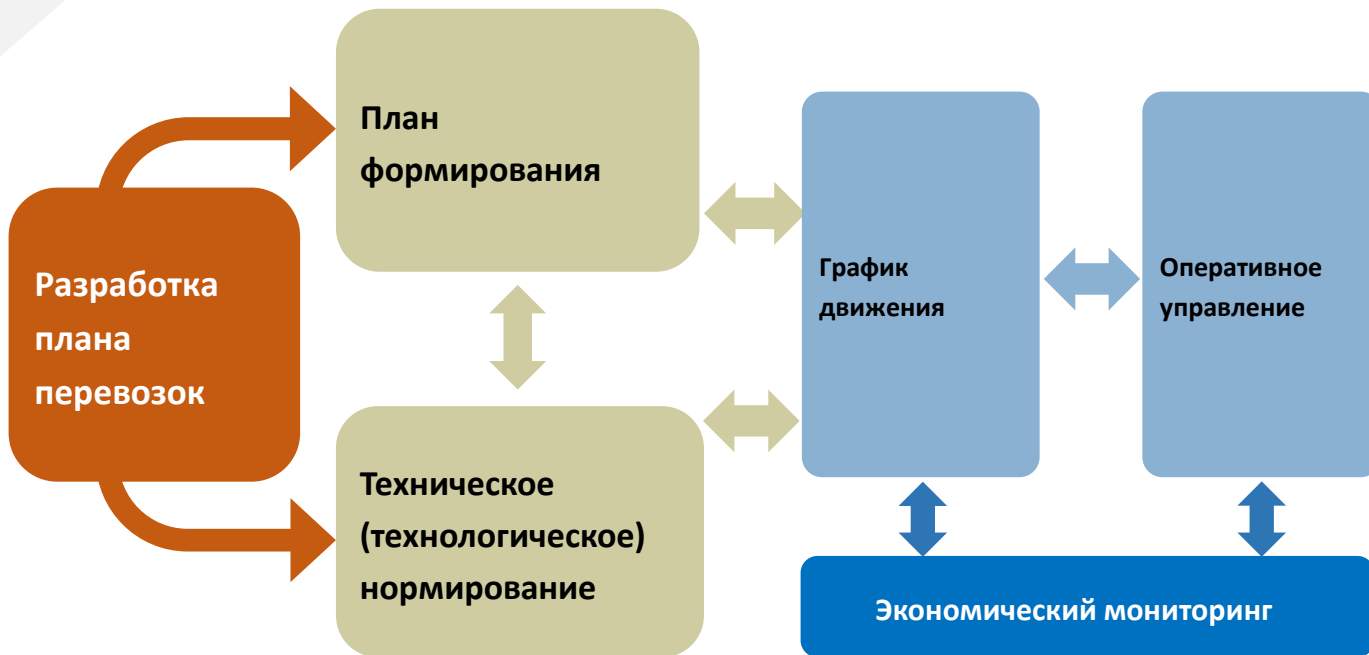 План
формирования
Разработка
плана
перевозок
График
движения
Оперативное
управление
Техническое
(технологическое)
нормирование
Экономический мониторинг